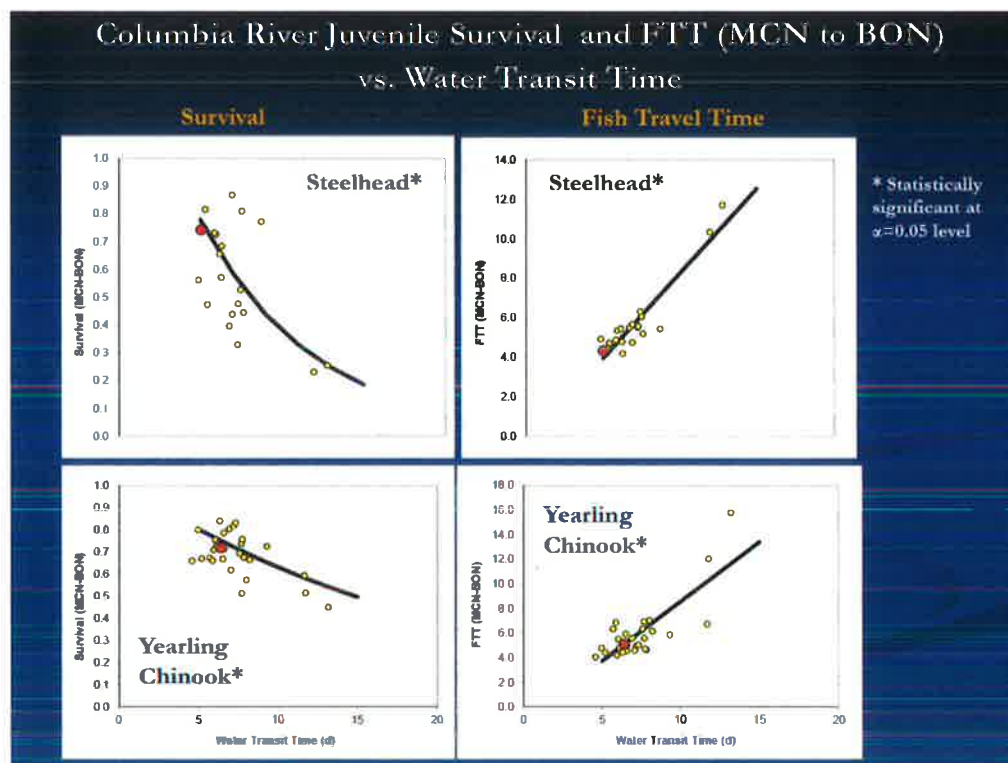 Columbia River Juvenile Survival and FTT (MCN to BON)
vs. Water Transit Time
Survival
Fish Travel Time
1.0
0.9
0.8
0.7
0.6
0.5
0.4
0.3
0.2
0.1
0.0
Survival (MCN-BON)
Steelhead*
14.0
12.0
10.0
8.0
6.0
4.0
2.0
0.0
FTT (MCN-BON)
Steelhead*
* Statistically
significant at
α=0.05 level
1.0
0.9
0.8
0.7
0.6
0.5
0.4
0.3
0.2
0.1
0.0
Survival (MCN-BON)
Yearling
Chinook*
0 5 10 15 20
Water Transit Time (d)
18.0
16.0
14.0
12.0
10.0
8.0
6.0
4.0
2.0
0.0
FTT (MCN-BON)
Yearling
Chinook*
0 5 10 15 20
Water Transit Time (d)